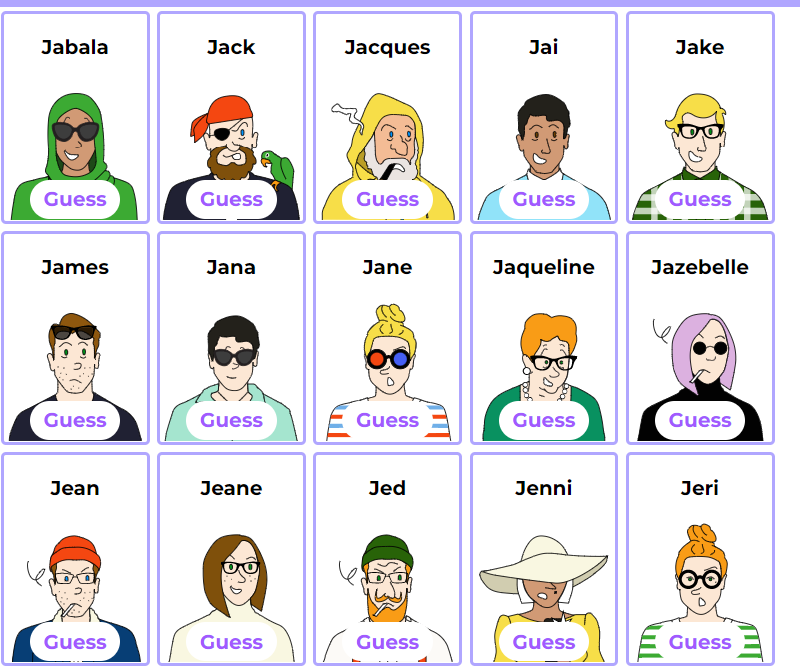 Jabala
Jack
Jacques
Jai
Jake
Guess
Guess
Guess
Guess
Guess
James
Jana
Jane
Jaqueline
Jazebelle
Guess
Guess
Guess
Guess
Guess
Jean
Jeane
Jed
Jenni
Jeri
Guess
Guess
Guess
Guess
Guess